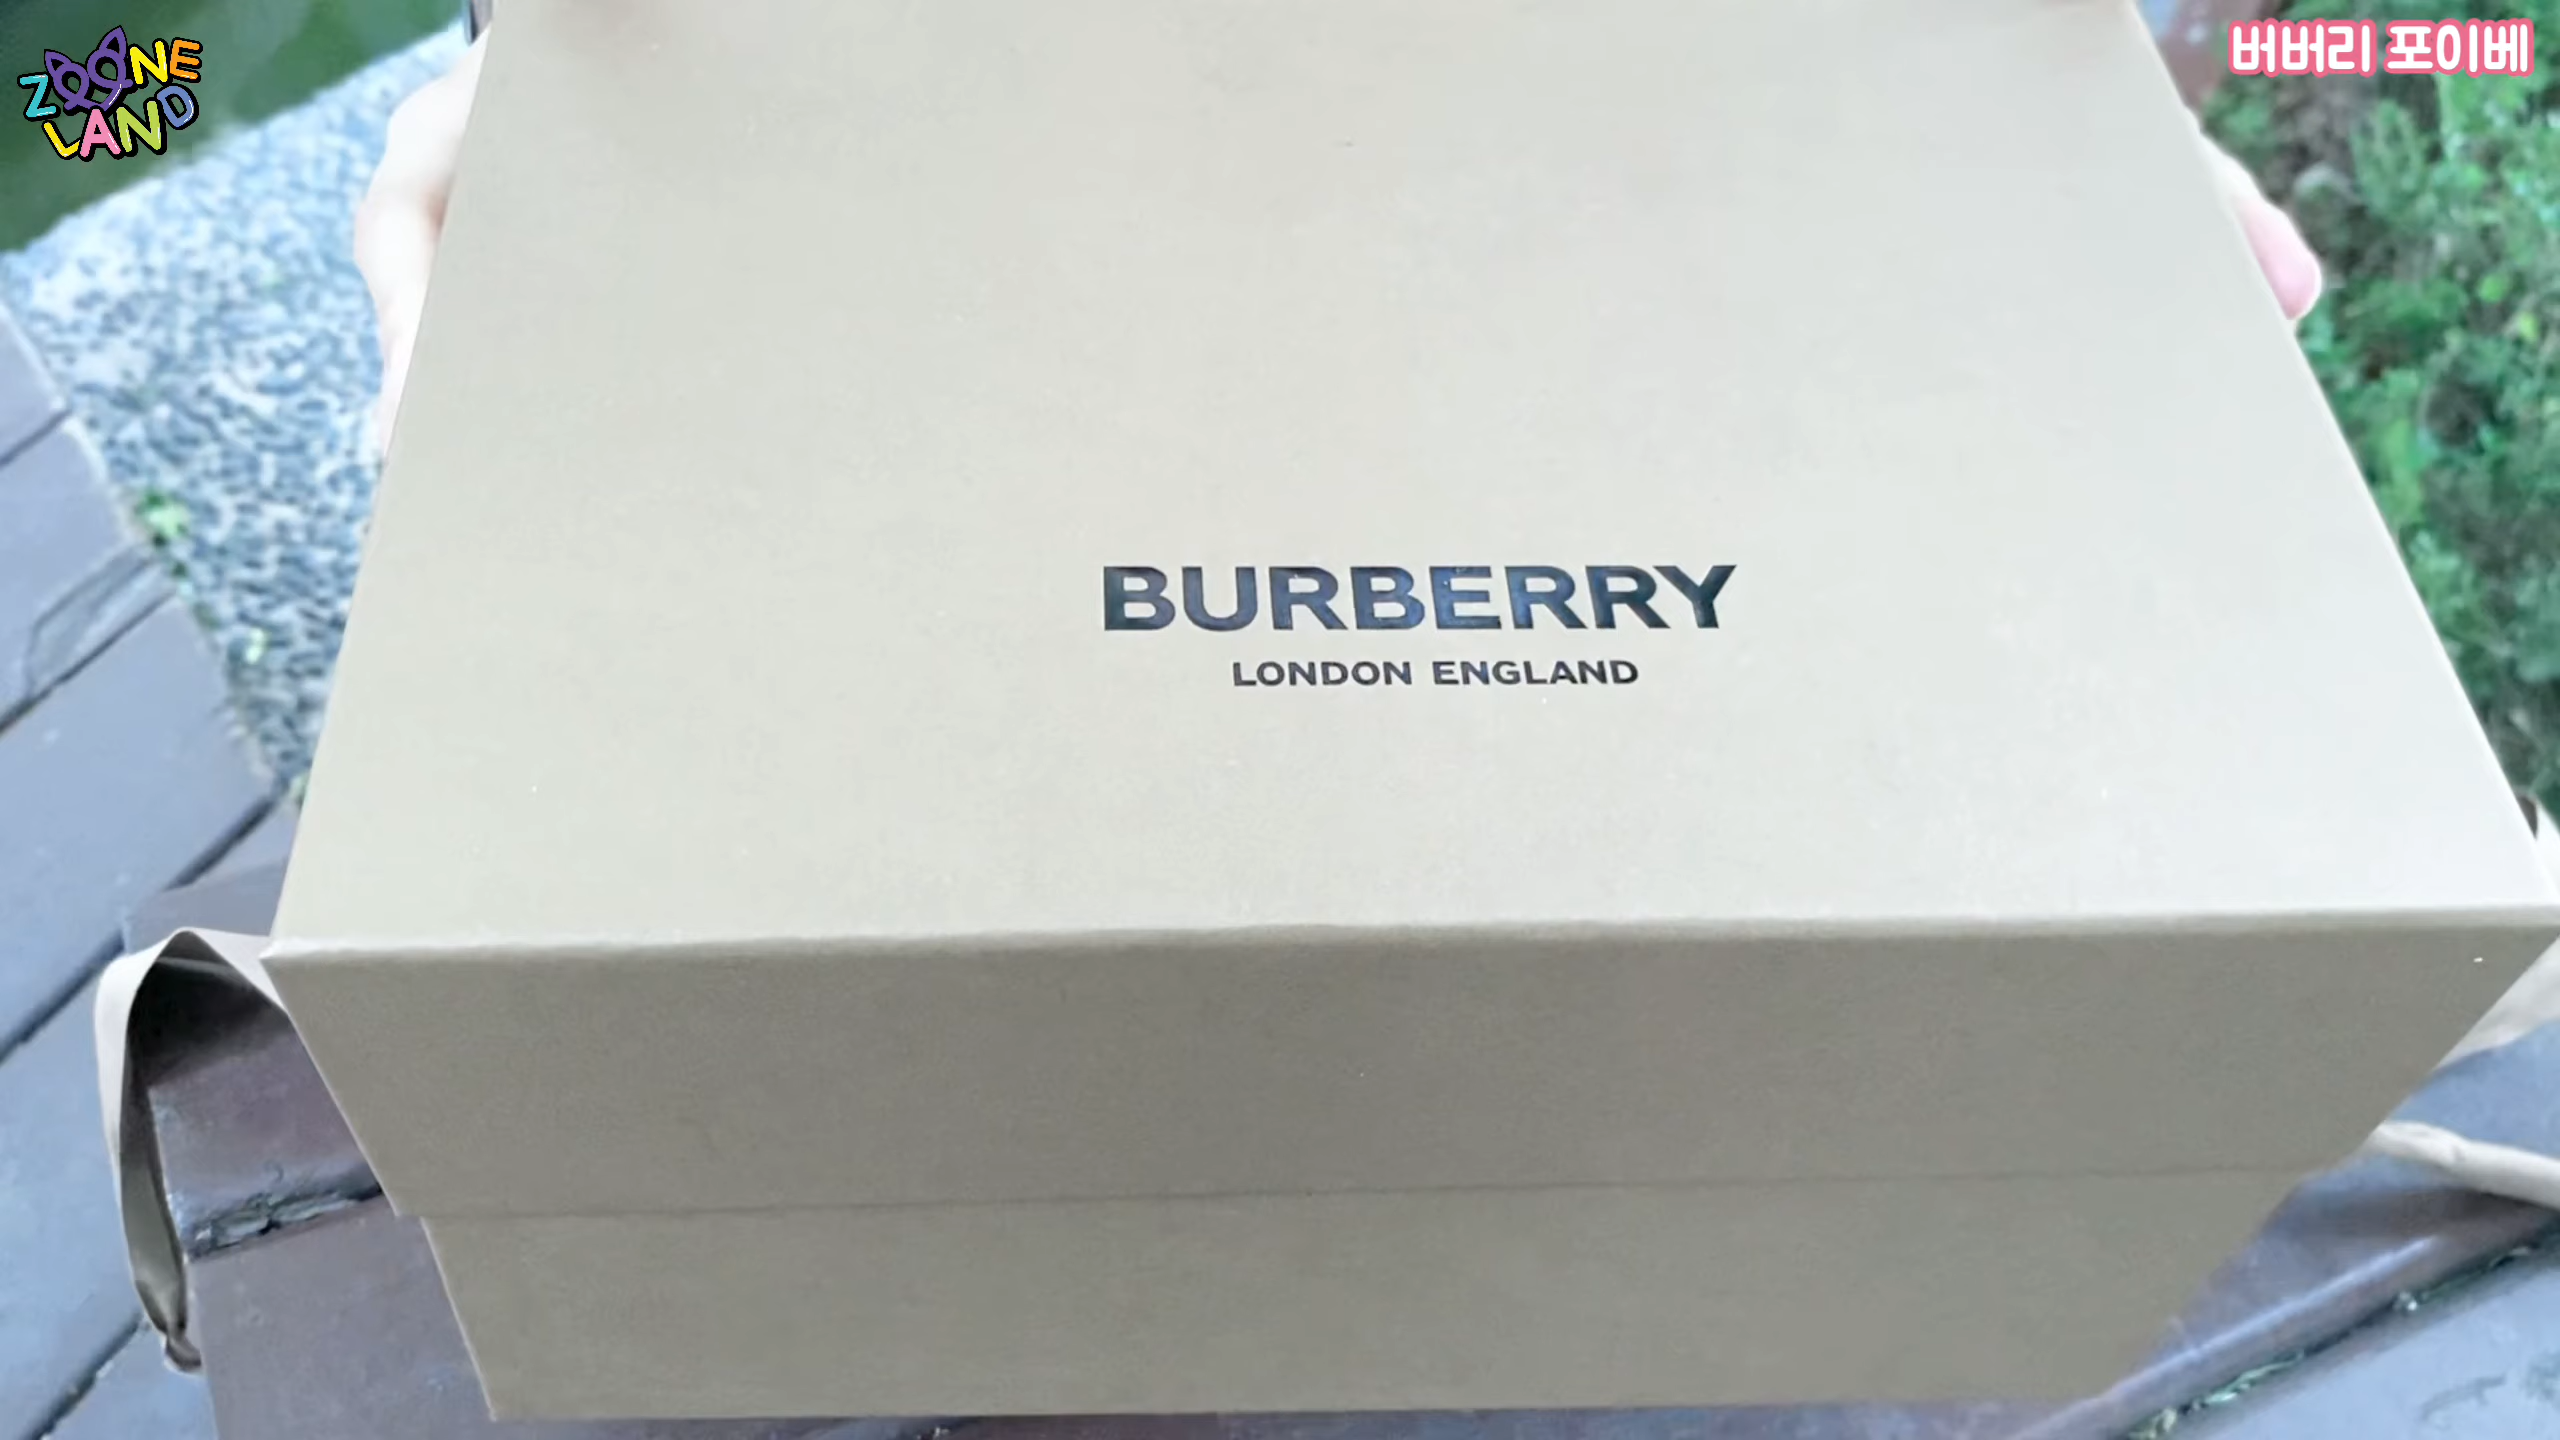 ZOONE
LAND
버버리 포이베
BURBERRY
LONDON ENGLAND